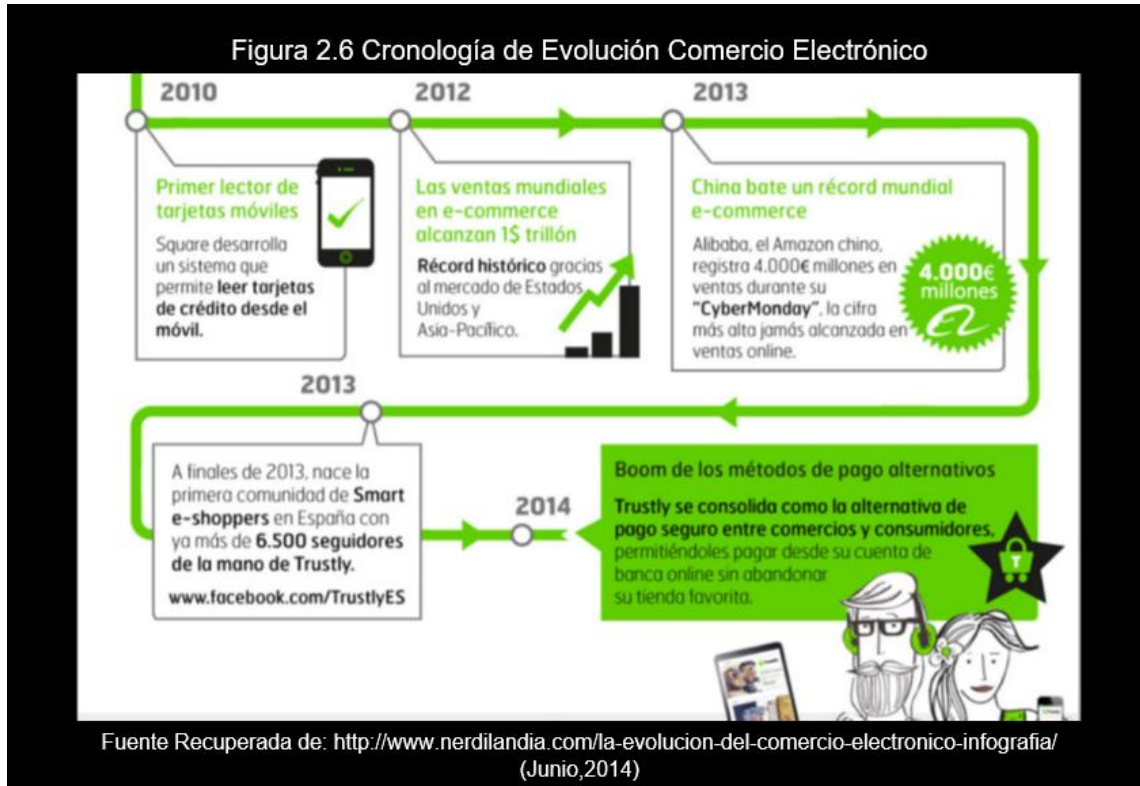 Figura 2.6 Cronología de Evolución Comercio Electrónico
2010
Primer lector de
tarjetas móviles
Square desarrolla
un sistema que
permite leer tarjetas
de crédito desde el
móvil.
2012
Las ventas mundiales
en e-commerce
alcanzan 1$ trillón
Récord histórico gracias
al mercado de Estados
Unidos y
Asia-Pacífico.
2013
China bate un récord mundial
e-commerce
Alibaba, el Amazon chino,
registra 4.000€ millones en
ventas durante su
"CyberMonday", la cifra
más alta jamás alcanzada en
ventas online.
4.000€
millones
2013
A finales de 2013, nace la
primera comunidad de Smart
e-shoppers en España con
ya más de 6.500 seguidores
de la mano de Trustly.
www.facebook.com/TrustlyES
2014
Boom de los métodos de pago alternativos
Trustly se consolida como la alternativa de
pago seguro entre comercios y consumidores,
permitiéndoles pagar desde su cuenta de
banca online sin abandonar
su tienda favorita.
T
Fuente Recuperada de: http://www.nerdilandia.com/la-evolucion-del-comercio-electronico-infografia/
(Junio,2014)